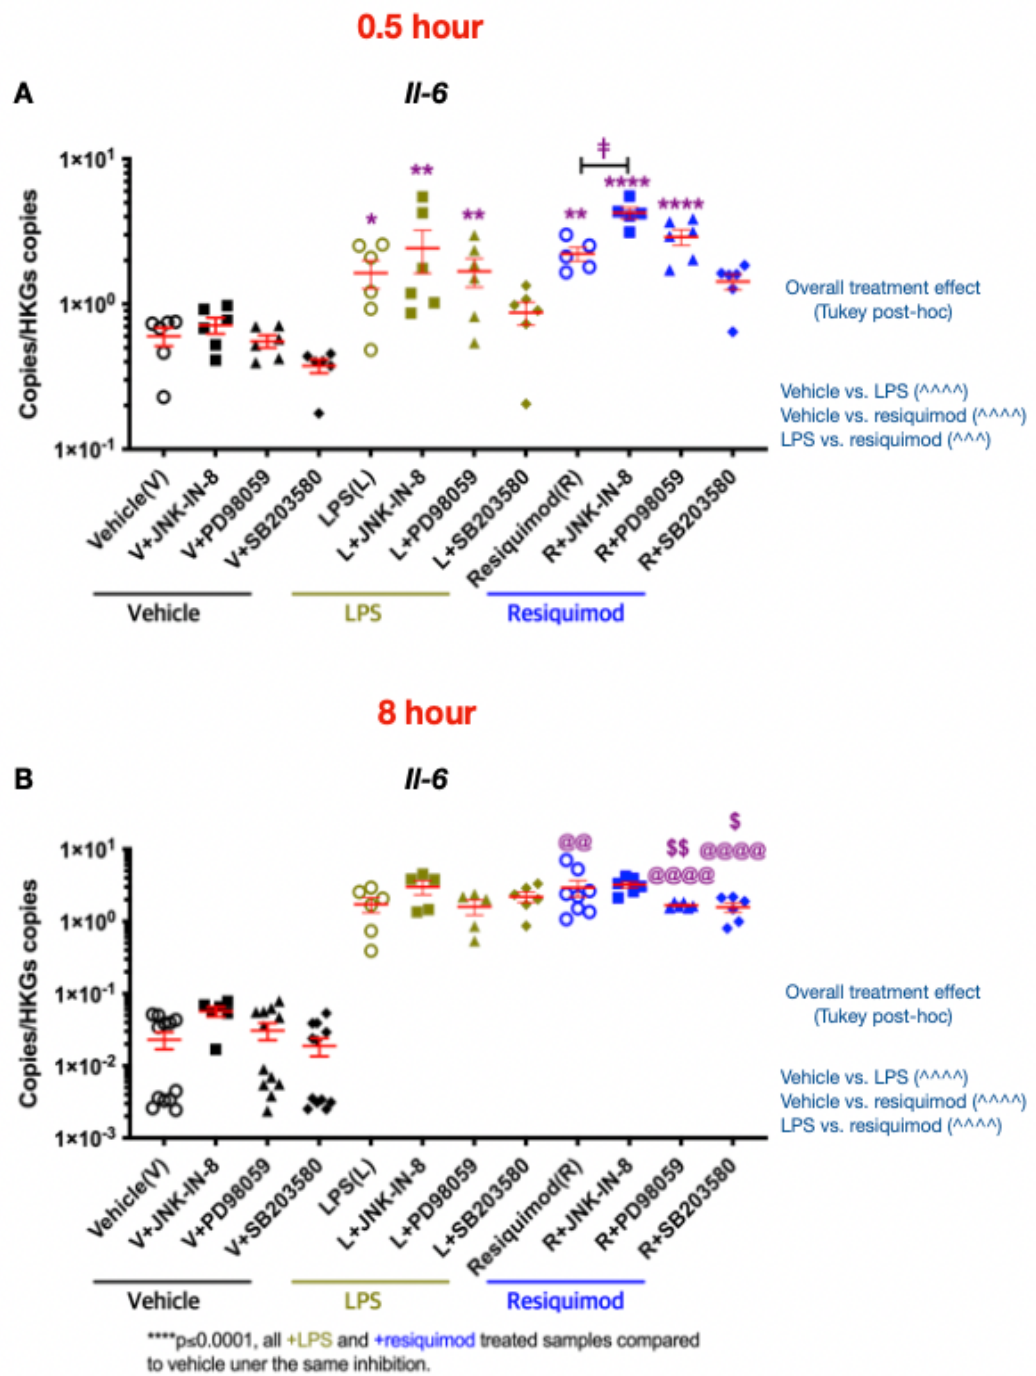 0.5 hour
A
Il-6
‡
**
****
*
**
**
****
1×10¹
1×10⁰
1×10⁻¹
Copies/HKGs copies
Overall treatment effect
(Tukey post-hoc)
Vehicle vs. LPS (^^^^)
Vehicle vs. resiquimod (^^^^)
LPS vs. resiquimod (^^^)
Vehicle(V)
V+JNK-IN-8
V+PD98059
V+SB203580
LPS(L)
L+JNK-IN-8
L+PD98059
L+SB203580
Resiquimod(R)
R+JNK-IN-8
R+PD98059
R+SB203580
Vehicle
LPS
Resiquimod
8 hour
B
Il-6
@@
$$
@@@@
$
@@@@
1×10¹
1×10⁰
1×10⁻¹
1×10⁻²
1×10⁻³
Copies/HKGs copies
Overall treatment effect
(Tukey post-hoc)
Vehicle vs. LPS (^^^^)
Vehicle vs. resiquimod (^^^^)
LPS vs. resiquimod (^^^^)
Vehicle(V)
V+JNK-IN-8
V+PD98059
V+SB203580
LPS(L)
L+JNK-IN-8
L+PD98059
L+SB203580
Resiquimod(R)
R+JNK-IN-8
R+PD98059
R+SB203580
Vehicle
LPS
Resiquimod
****p≤0.0001, all +LPS and +resiquimod treated samples compared
to vehicle uner the same inhibition.